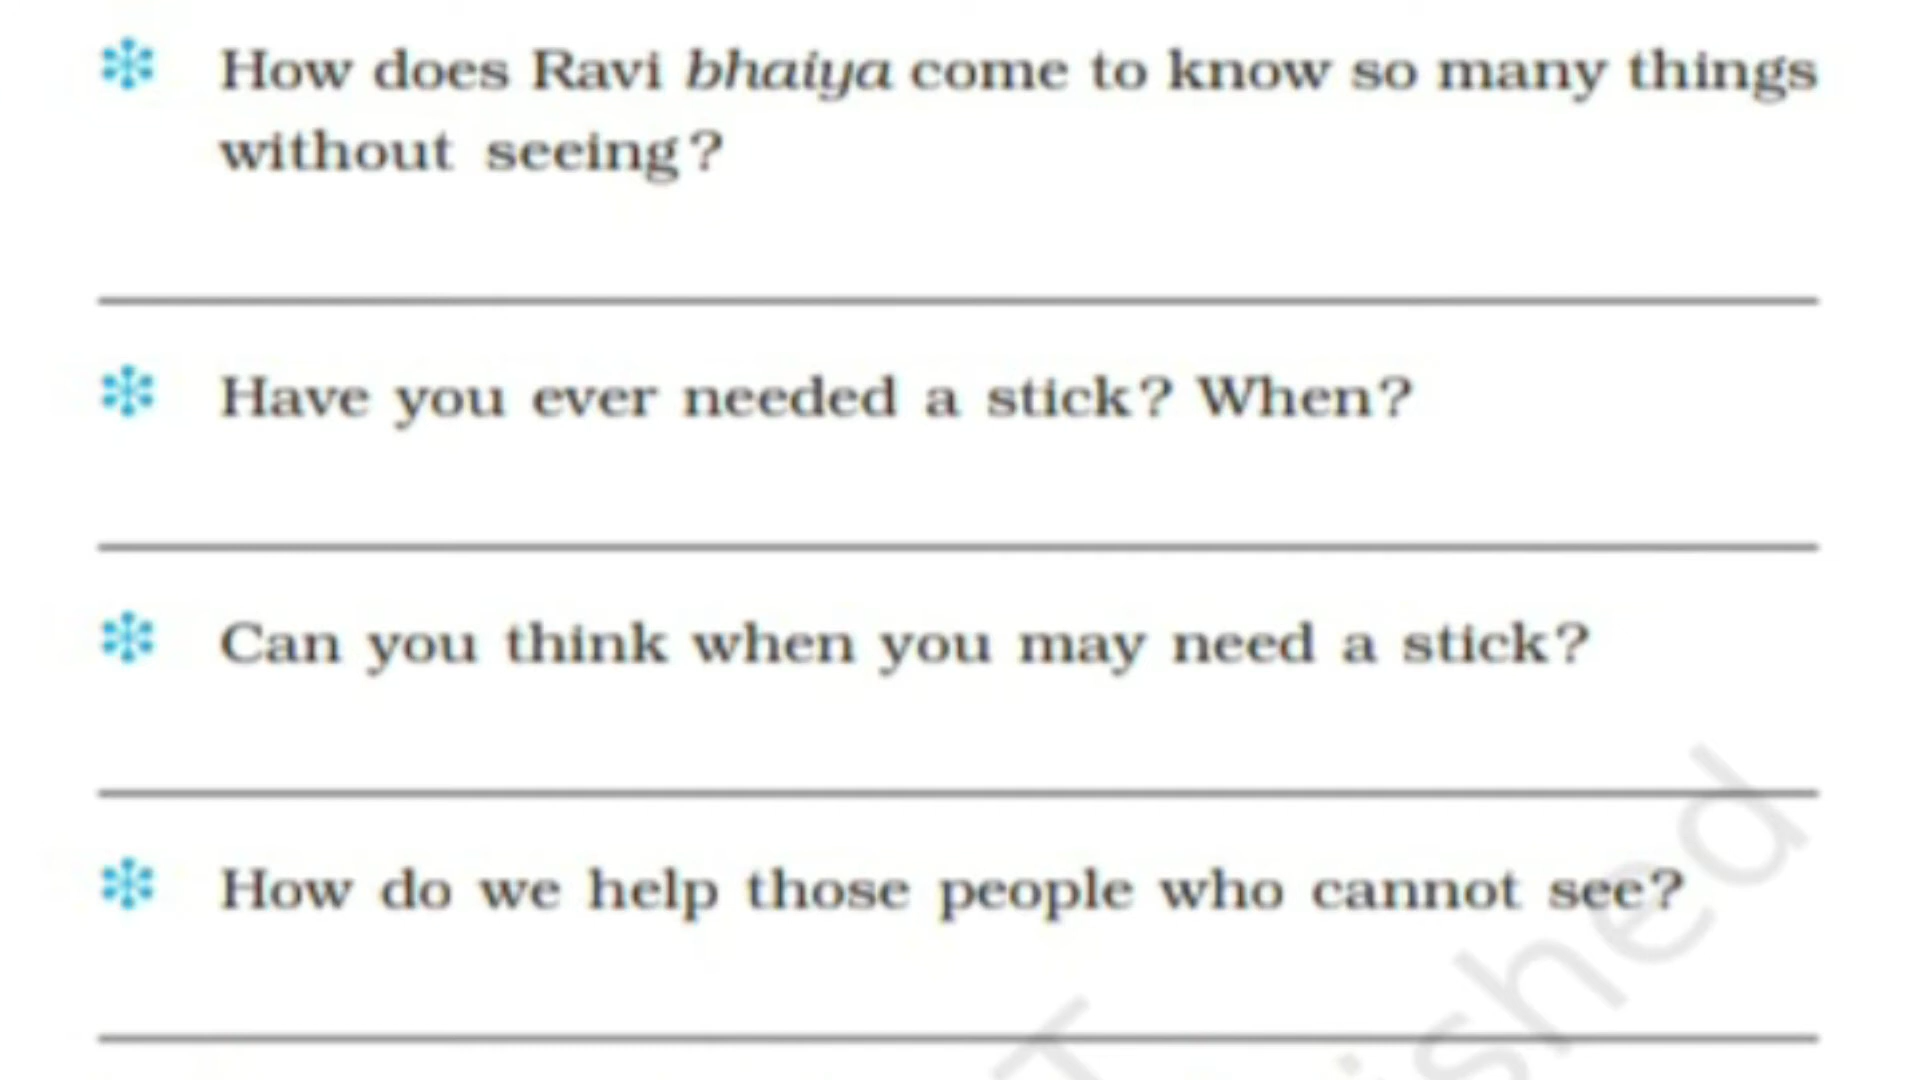 How does Ravi bhaiya come to know so many things
without seeing?
Have you ever needed a stick? When?
Can you think when you may need a stick?
How do we help those people who cannot see?